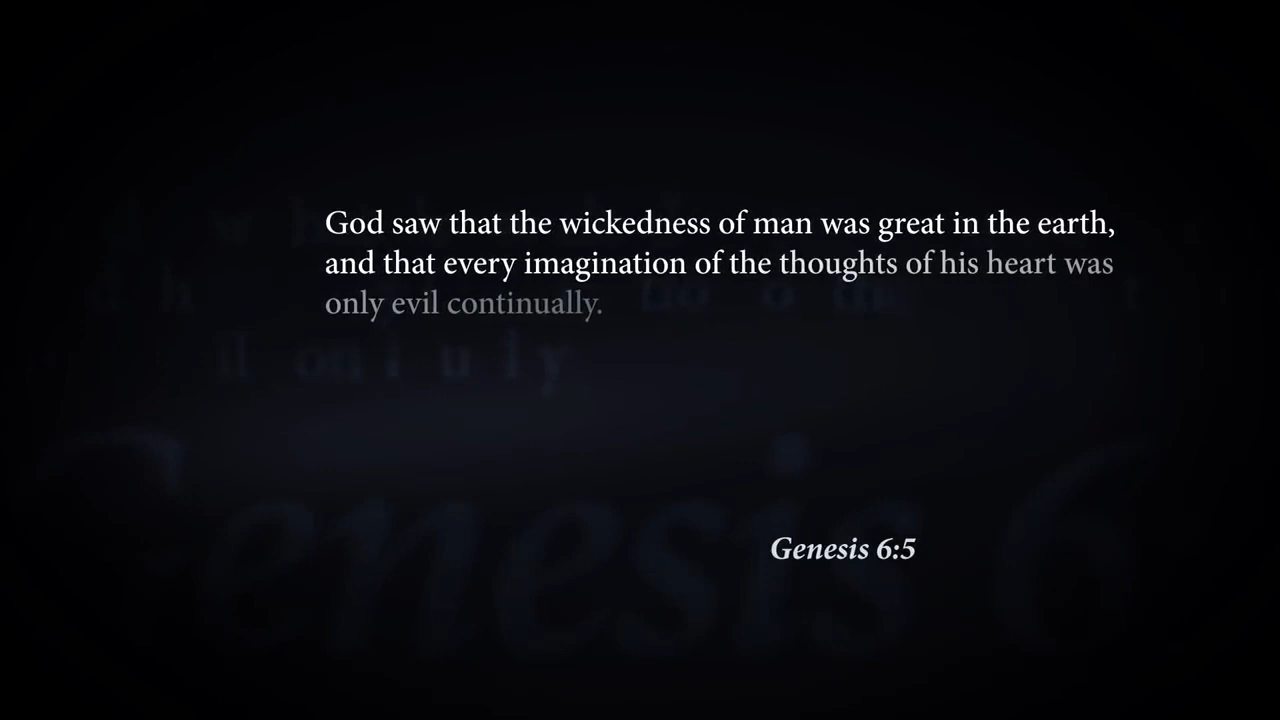 God saw that the wickedness of man was great in the earth,
and that every imagination of the thoughts of his heart was
only evil continually.
Genesis 6:5